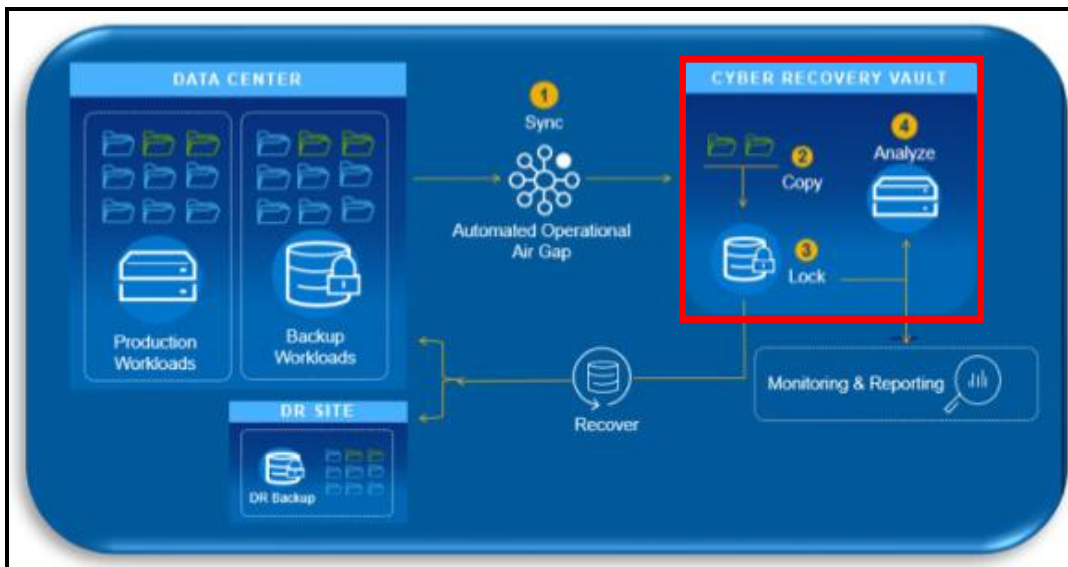 DATA CENTER
Production
Workloads
Backup
Workloads
1
Sync
Automated Operational
Air Gap
CYBER RECOVERY VAULT
2
Copy
3
Lock
4
Analyze
Monitoring & Reporting
Recover
DR SITE
DR Backup